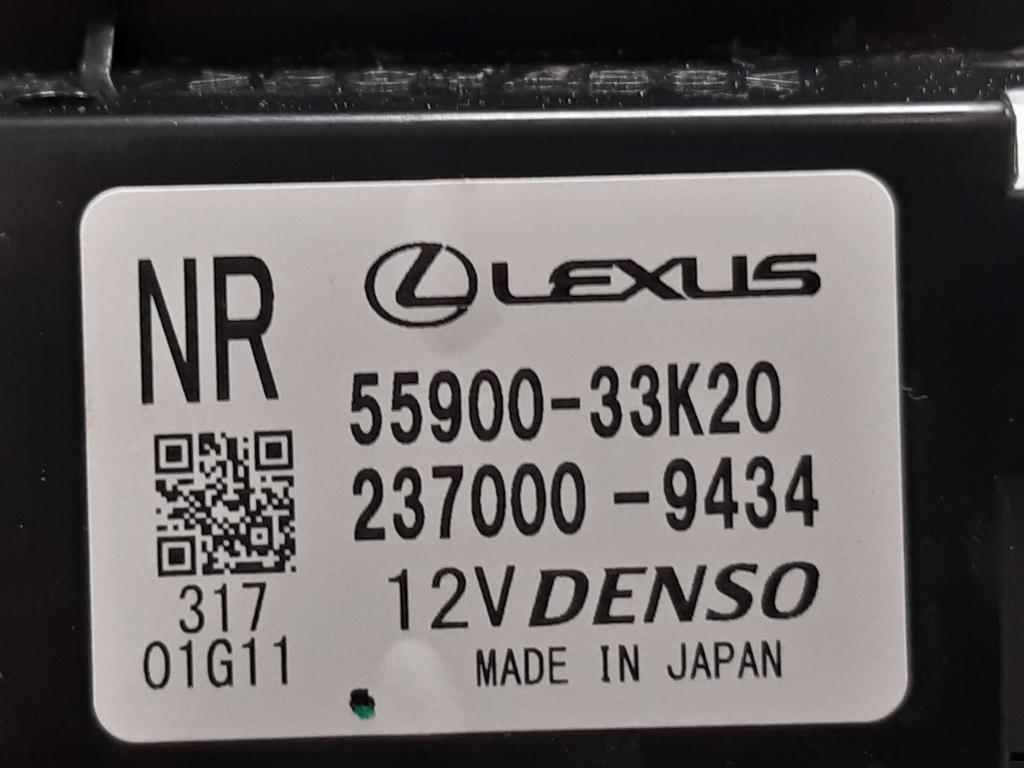 NR
LEXUS
55900-33K20
237000-9434
12V DENSO
MADE IN JAPAN
317
01G11